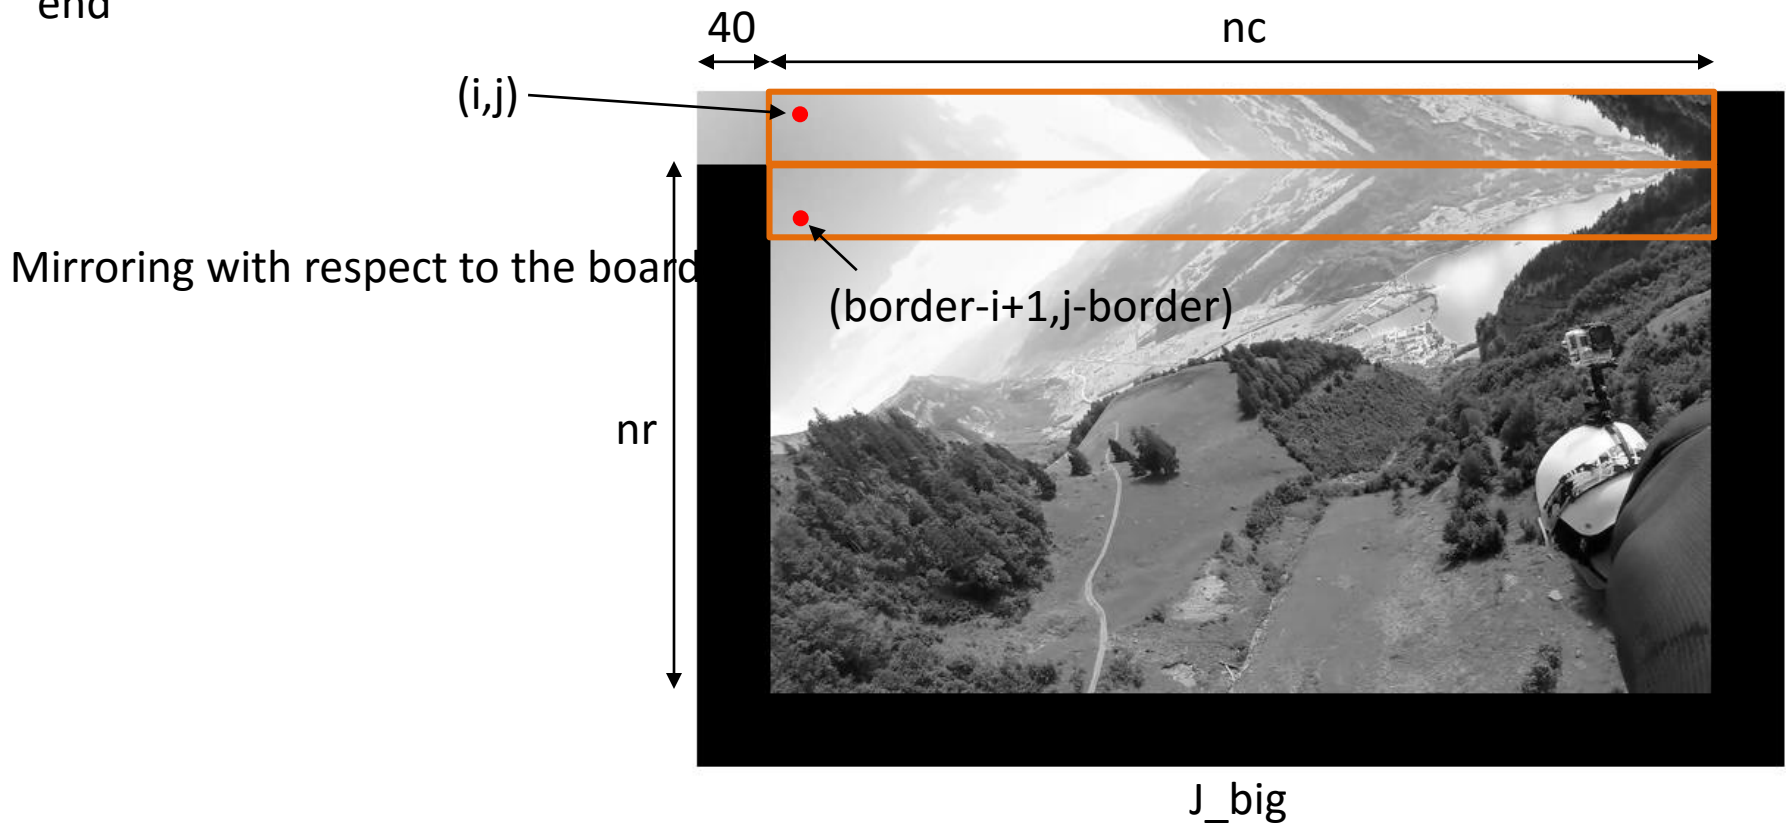 end
40
nc
(i,j)
Mirroring with respect to the board
(border-i+1,j-border)
nr
J_big